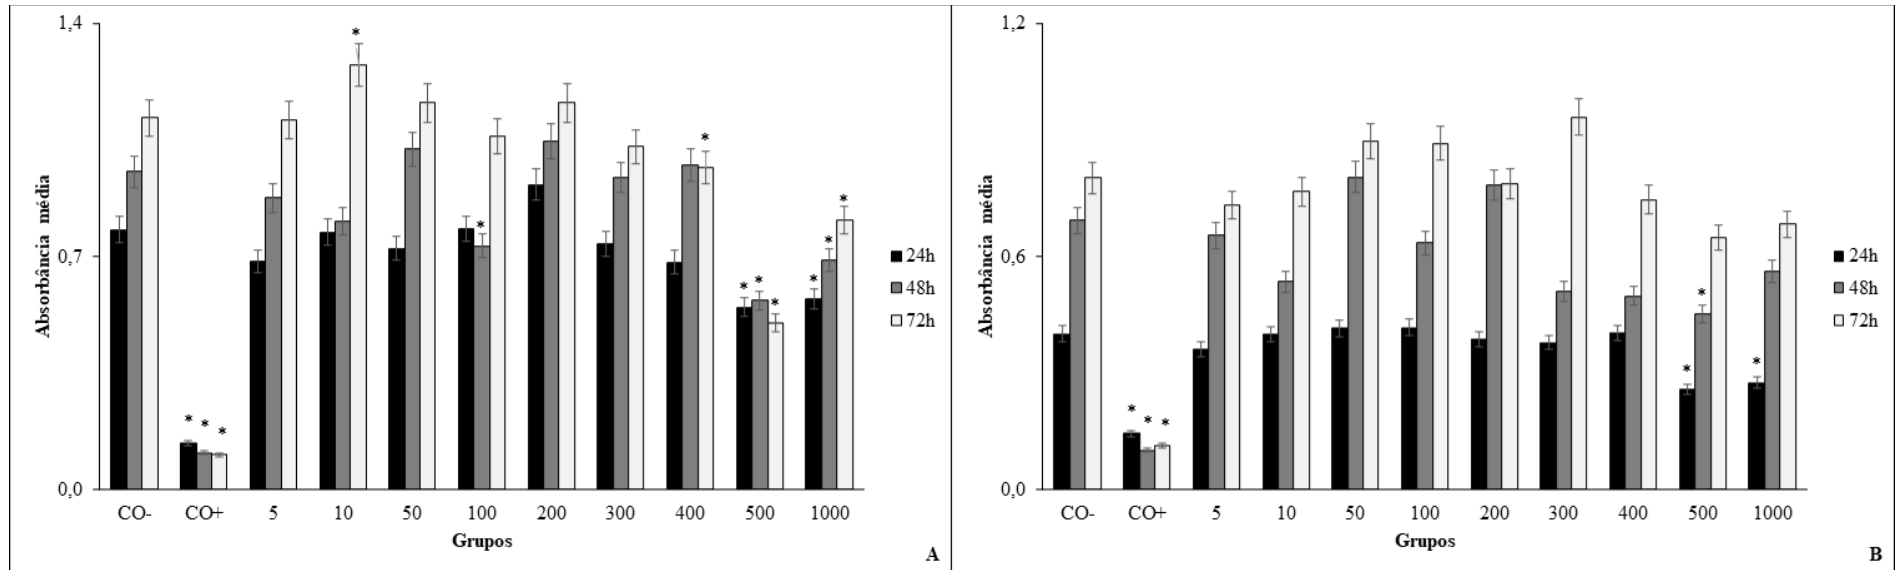 1,4
0,7
0,0
Absorbância média
* * *
*
*
*
* * *
* * *
CO- CO+ 5 10 50 100 200 300 400 500 1000
Grupos
24h
48h
72h
A
1,2
0,6
0,0
Absorbância média
* * *
* *
*
CO- CO+ 5 10 50 100 200 300 400 500 1000
Grupos
24h
48h
72h
B